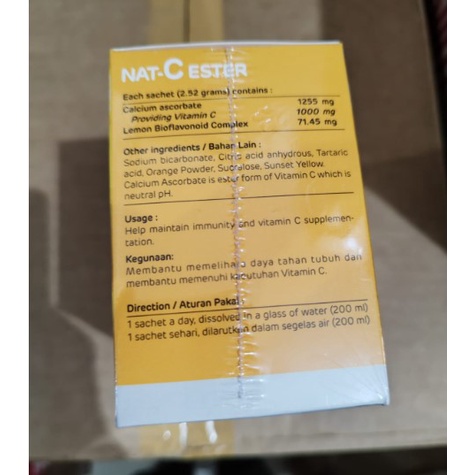 NAT-C ESTER
Each sachet (2.52 grams) contains :
Calcium ascorbate 1255 mg
Providing Vitamin C 1000 mg
Lemon Bioflavonoid Complex 71.45 mg
Other ingredients / Bahan Lain :
Sodium bicarbonate, Citric acid anhydrous, Tartaric
acid, Orange Powder, Sucralose, Sunset Yellow.
Calcium Ascorbate is ester form of Vitamin C which is
neutral pH.
Usage :
Help maintain immunity and vitamin C supplemen-
tation.
Kegunaan:
Membantu memelihara daya tahan tubuh dan
membantu memenuhi kebutuhan Vitamin C.
Direction / Aturan Pakai
1 sachet a day, dissolved in a glass of water (200 ml)
1 sachet sehari, dilarutkan dalam segelas air (200 ml)